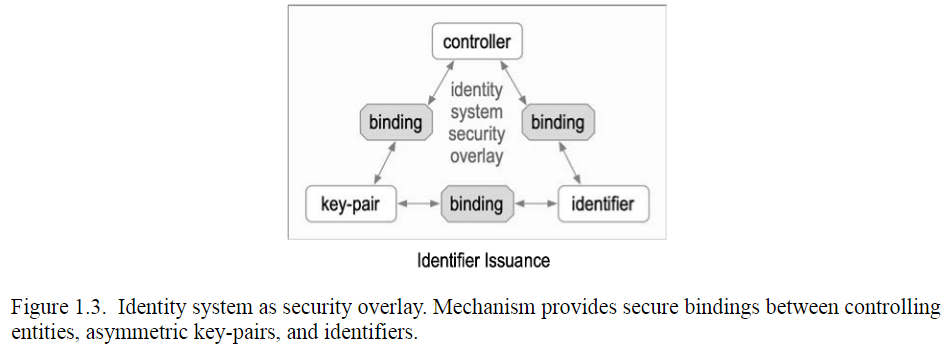 controller
identity
system
security
overlay
binding
binding
key-pair
binding
identifier
Identifier Issuance
Figure 1.3.  Identity system as security overlay. Mechanism provides secure bindings between controlling
entities, asymmetric key-pairs, and identifiers.